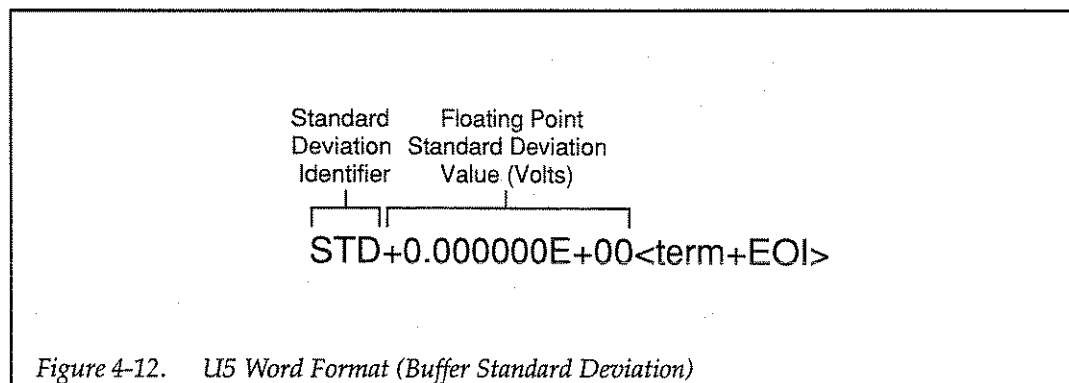 Standard
Deviation
Identifier
Floating Point
Standard Deviation
Value (Volts)
STD+0.000000E+00<term+EOI>
Figure 4-12. U5 Word Format (Buffer Standard Deviation)